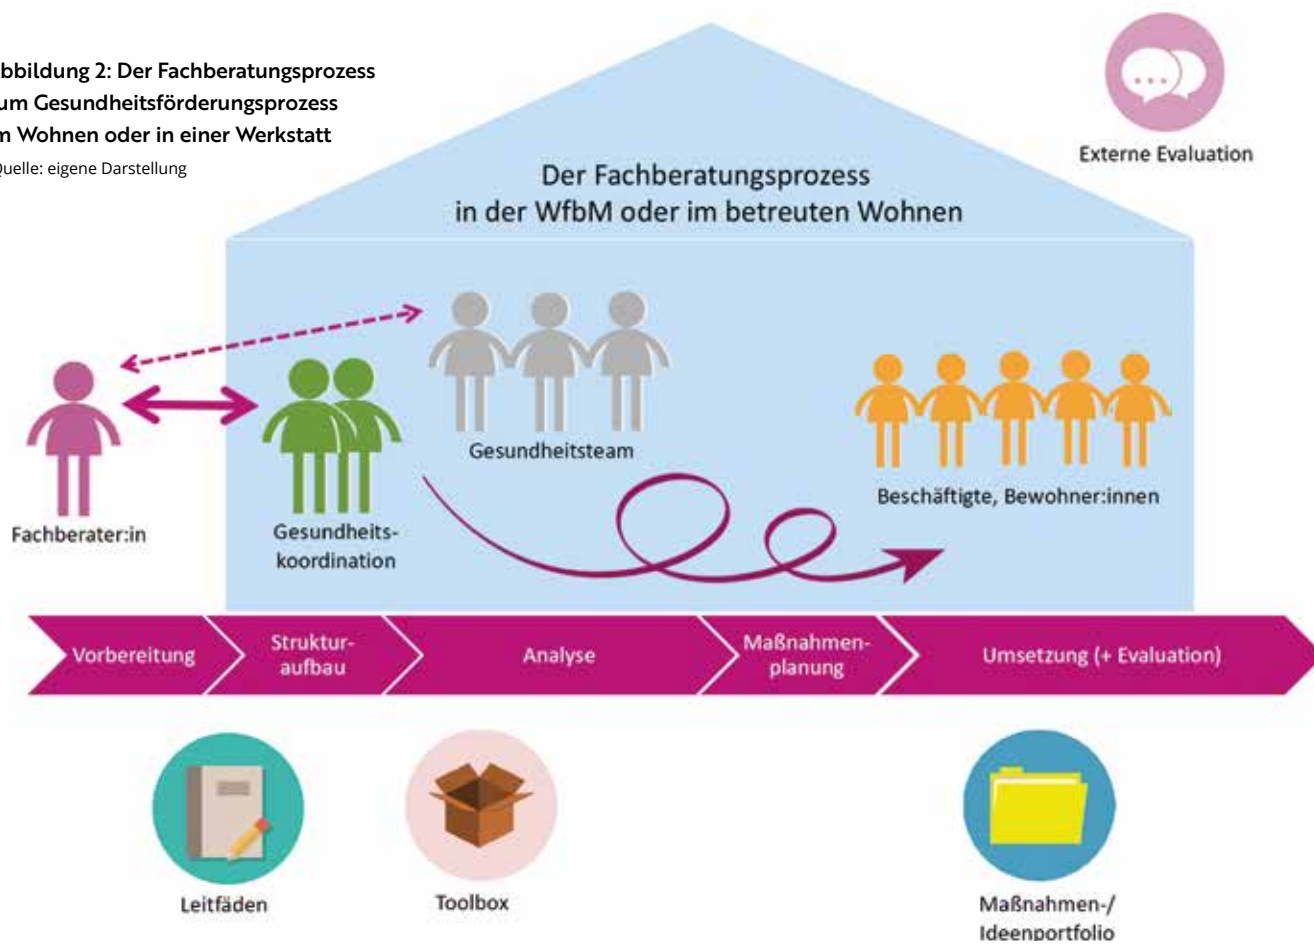 bbildung 2: Der Fachberatungsprozess
um Gesundheitsförderungsprozess
m Wohnen oder in einer Werkstatt
Quelle: eigene Darstellung
Externe Evaluation
Der Fachberatungsprozess
in der WfbM oder im betreuten Wohnen
Gesundheitsteam
Beschäftigte, Bewohner:innen
Fachberater:in
Gesundheits-
koordination
Vorbereitung
Struktur-
aufbau
Analyse
Maßnahmen-
planung
Umsetzung (+ Evaluation)
Leitfäden
Toolbox
Maßnahmen-/
Ideenportfolio